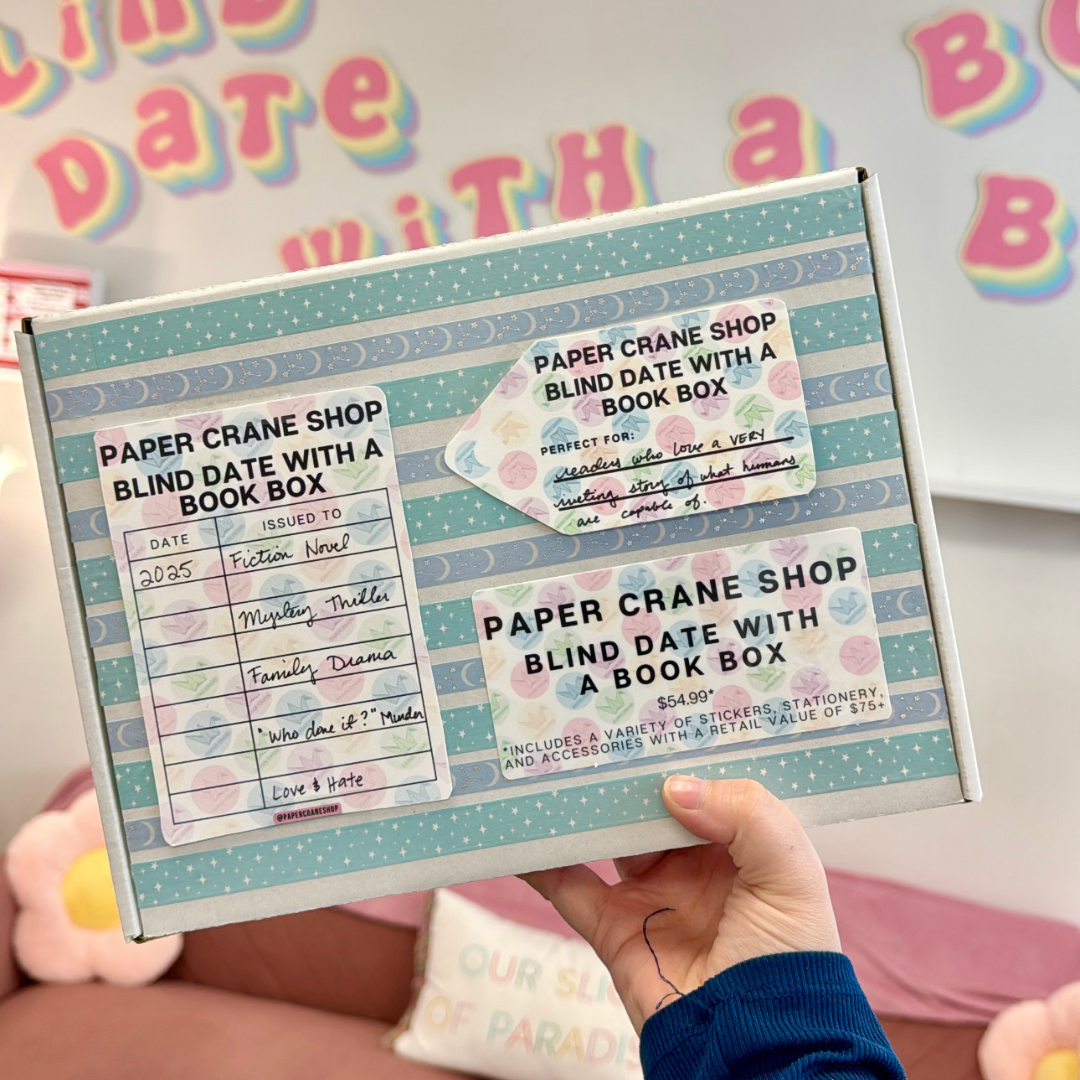 BLIND
DATE
WITH a
B
B
PAPER CRANE SHOP
BLIND DATE WITH A
BOOK BOX
DATE
ISSUED TO
2025
Fiction Novel
Mystery Thriller
Family Drama
"Who done it?" Murder
Love & Hate
@PAPERCRANESHOP
PAPER CRANE SHOP
BLIND DATE WITH A
BOOK BOX
PERFECT FOR:
readers who love a VERY
riveting story of what humans
are capable of.
PAPER CRANE SHOP
BLIND DATE WITH
A BOOK BOX
$54.99*
*INCLUDES A VARIETY OF STICKERS, STATIONERY,
AND ACCESSORIES WITH A RETAIL VALUE OF $75+
OUR SLICE
OF PARADISE